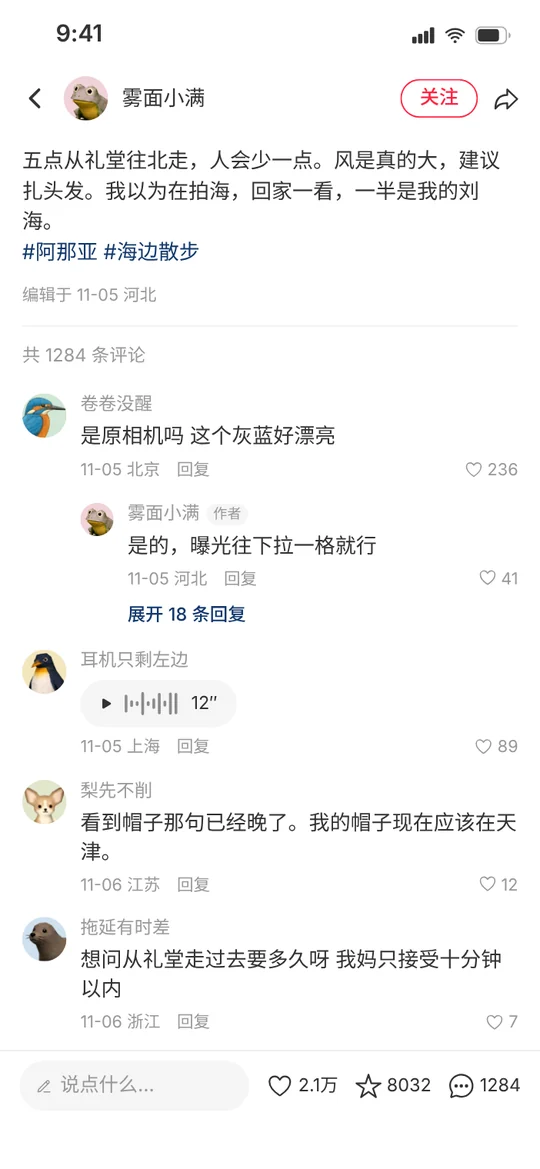 9:41
雾面小满
关注
五点从礼堂往北走，人会少一点。风是真的大，建议
扎头发。我以为在拍海，回家一看，一半是我的刘
海。
#阿那亚 #海边散步
编辑于 11-05 河北
共 1284 条评论
卷卷没醒
是原相机吗 这个灰蓝好漂亮
11-05 北京 回复 236
雾面小满 作者
是的，曝光往下拉一格就行
11-05 河北 回复 41
展开 18 条回复
耳机只剩左边
12″
11-05 上海 回复 89
梨先不削
看到帽子那句已经晚了。我的帽子现在应该在天
津。
11-06 江苏 回复 12
拖延有时差
想问从礼堂走过去要多久呀 我妈只接受十分钟
以内
11-06 浙江 回复 7
说点什么... 2.1万 8032 1284